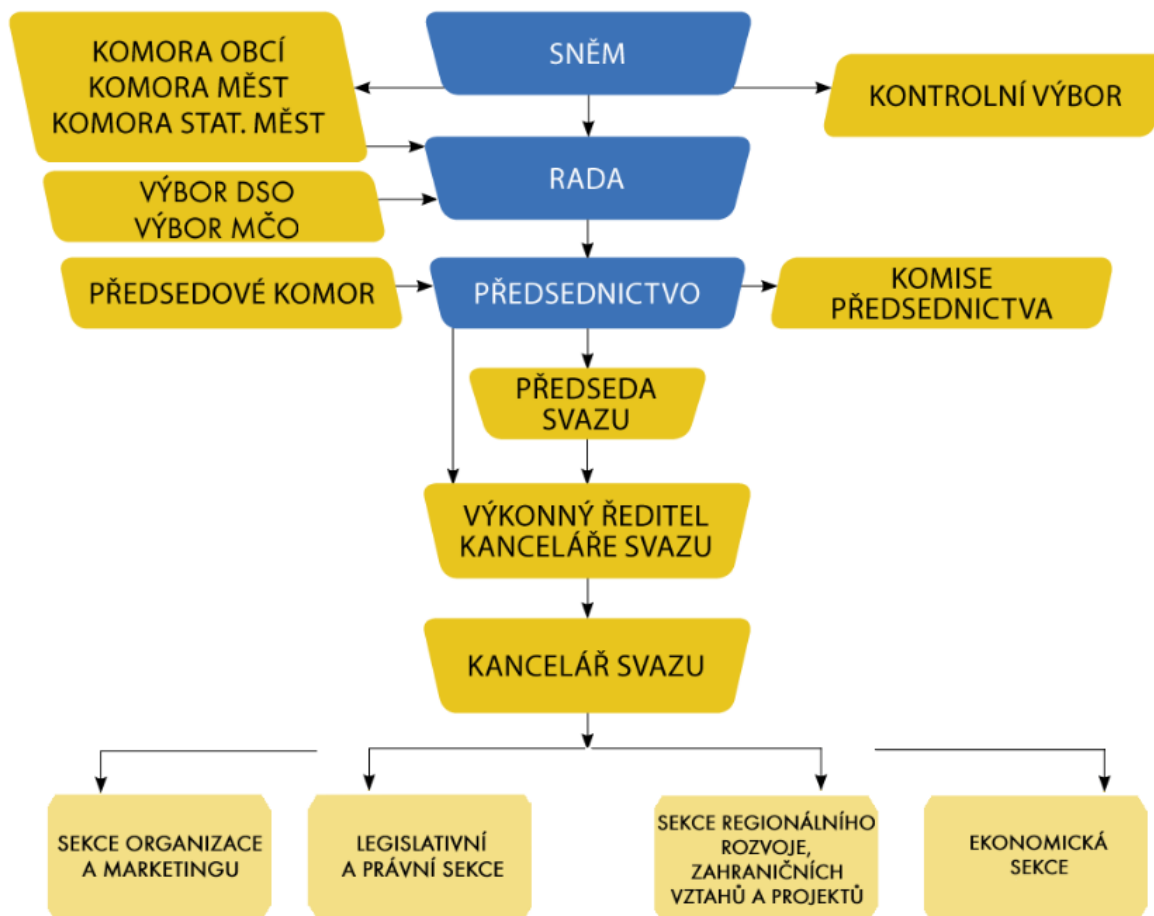 KOMORA OBCÍ
KOMORA MĚST
KOMORA STAT. MĚST
SNĚM
KONTROLNÍ VÝBOR
RADA
VÝBOR DSO
VÝBOR MČO
PŘEDSEDOVÉ KOMOR
PŘEDSEDNICTVO
KOMISE
PŘEDSEDNICTVA
PŘEDSEDA
SVAZU
VÝKONNÝ ŘEDITEL
KANCELÁŘE SVAZU
KANCELÁŘ SVAZU
SEKCE ORGANIZACE
A MARKETINGU
LEGISLATIVNÍ
A PRÁVNÍ SEKCE
SEKCE REGIONÁLNÍHO
ROZVOJE,
ZAHRANIČNÍCH
VZTAHŮ A PROJEKTŮ
EKONOMICKÁ
SEKCE